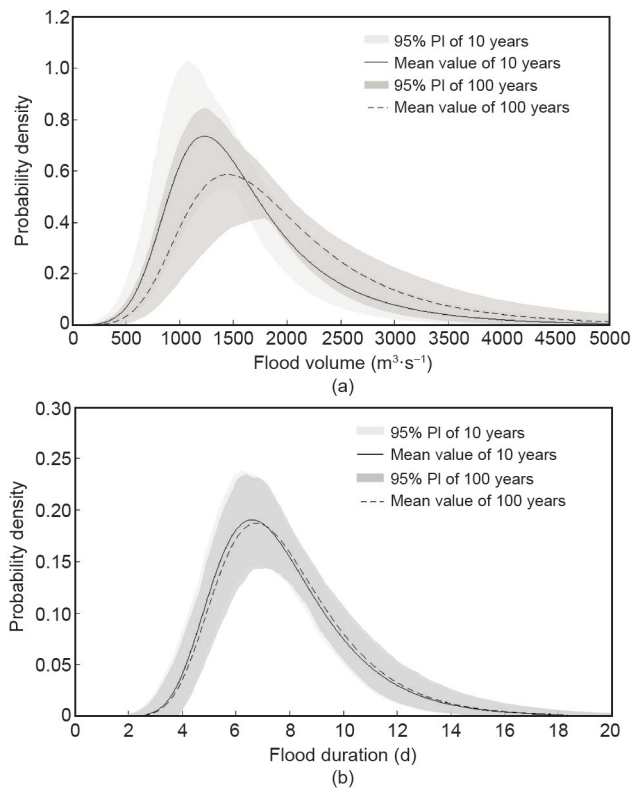 1.2
1.0
0.8
0.6
0.4
0.2
0
Probability density
95% PI of 10 years
Mean value of 10 years
95% PI of 100 years
Mean value of 100 years
0 500 1000 1500 2000 2500 3000 3500 4000 4500 5000
Flood volume (m³·s⁻¹)
(a)
0.30
0.25
0.20
0.15
0.10
0.05
0
Probability density
95% PI of 10 years
Mean value of 10 years
95% PI of 100 years
Mean value of 100 years
0 2 4 6 8 10 12 14 16 18 20
Flood duration (d)
(b)